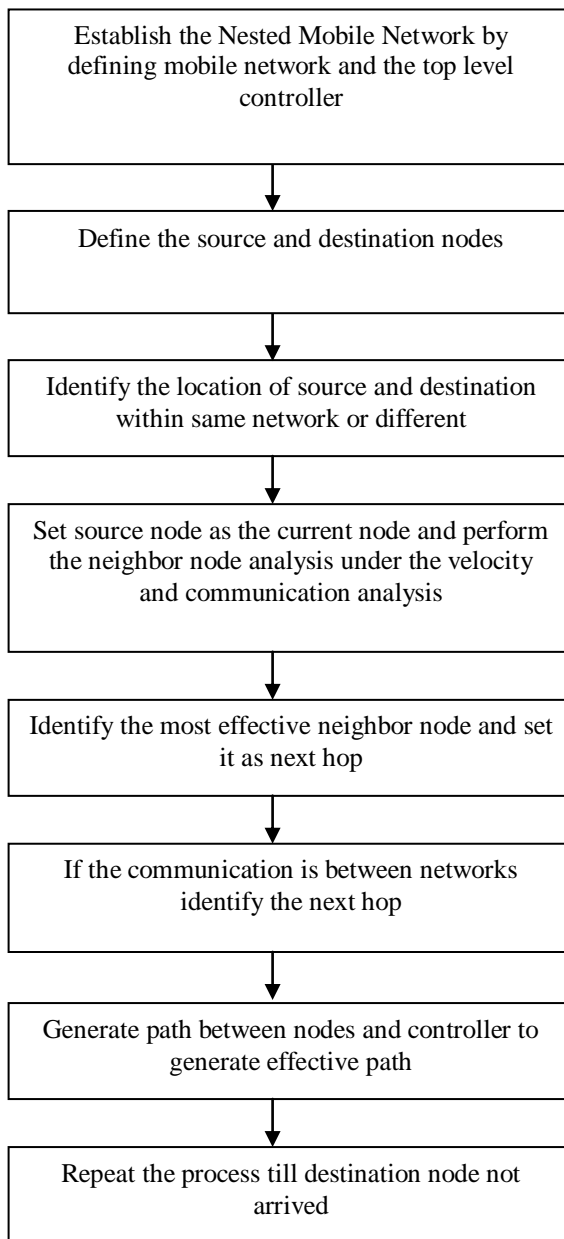 Establish the Nested Mobile Network by
defining mobile network and the top level
controller
Define the source and destination nodes
Identify the location of source and destination
within same network or different
Set source node as the current node and perform
the neighbor node analysis under the velocity
and communication analysis
Identify the most effective neighbor node and set
it as next hop
If the communication is between networks
identify the next hop
Generate path between nodes and controller to
generate effective path
Repeat the process till destination node not
arrived